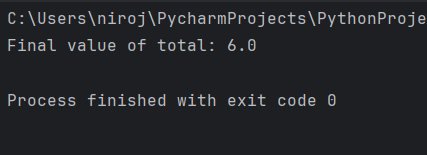 C:\Users\niroj\PycharmProjects\PythonProje
Final value of total: 6.0
Process finished with exit code 0